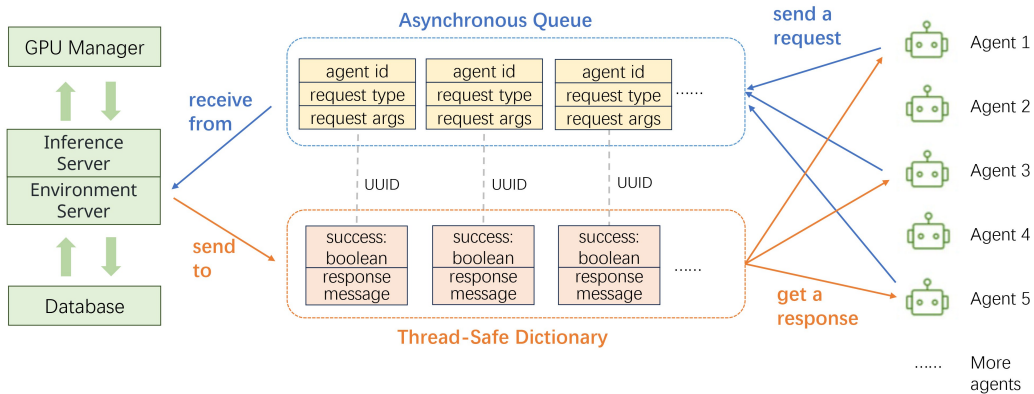 GPU Manager
Inference
Server
Environment
Server
Database
receive
from
send
to
Asynchronous Queue
agent id
request type
request args
agent id
request type
request args
agent id
request type
request args
......
UUID
UUID
UUID
success:
boolean
response
message
success:
boolean
response
message
success:
boolean
response
message
......
Thread-Safe Dictionary
send a
request
get a
response
Agent 1
Agent 2
Agent 3
Agent 4
Agent 5
...... More
agents